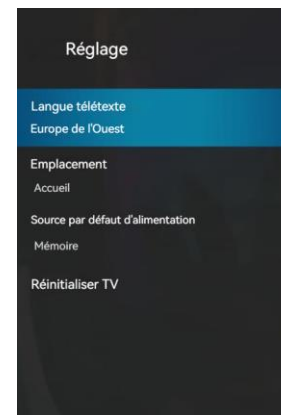 Réglage
Langue télétexte
Europe de l'Ouest
Emplacement
Accueil
Source par défaut d'alimentation
Mémoire
Réinitialiser TV